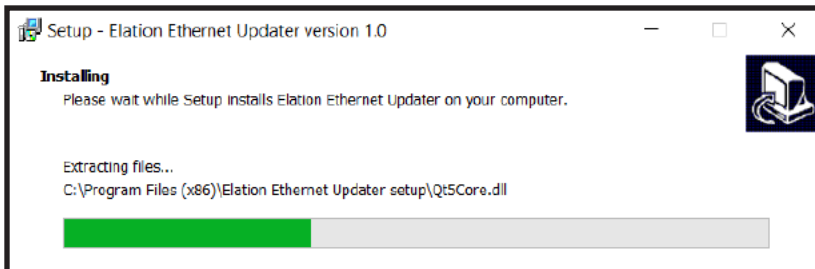 Setup - Elation Ethernet Updater version 1.0
Installing
Please wait while Setup installs Elation Ethernet Updater on your computer.
Extracting files...
C:\Program Files (x86)\Elation Ethernet Updater setup\Qt5Core.dll